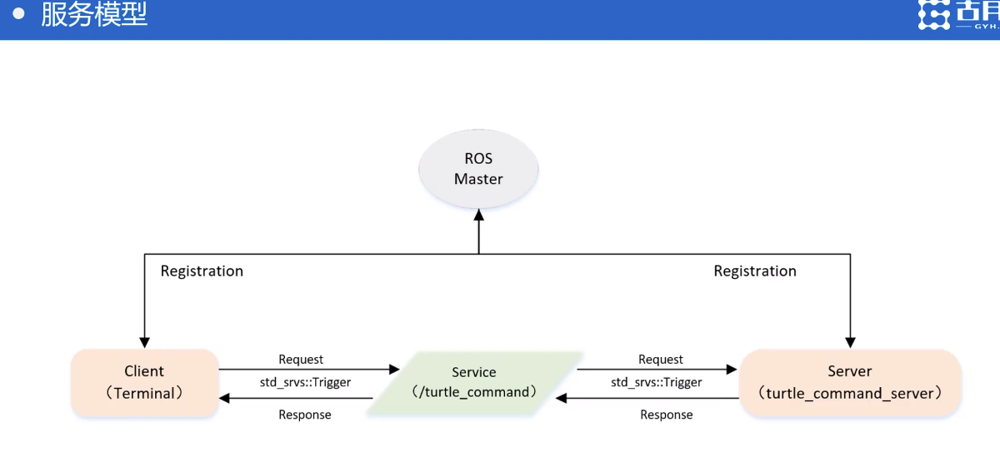 服务模型
ROS
Master
Registration
Registration
Client
（Terminal）
Request
std_srvs::Trigger
Response
Service
（/turtle_command）
Request
std_srvs::Trigger
Response
Server
（turtle_command_server）